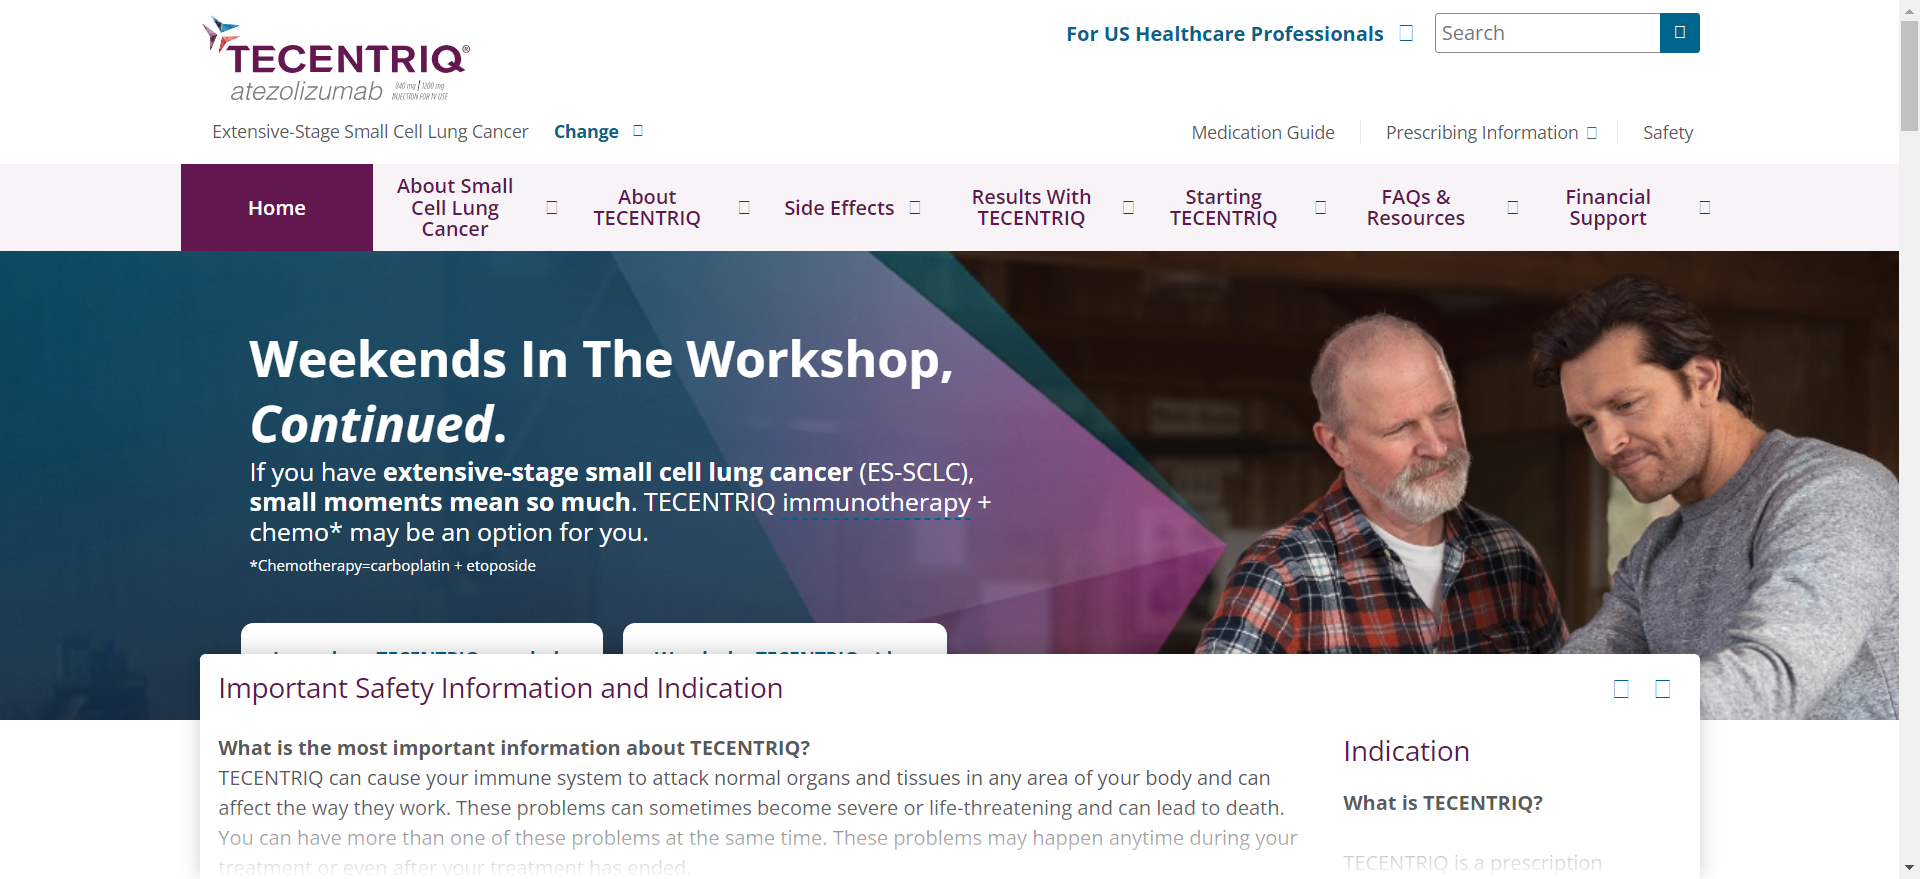 For US Healthcare Professionals
Search
TECENTRIQ®
atezolizumab 840 mg | 1200 mg
INJECTION FOR IV USE
Extensive-Stage Small Cell Lung Cancer Change
Medication Guide Prescribing Information Safety
Home
About Small
Cell Lung
Cancer
About
TECENTRIQ
Side Effects
Results With
TECENTRIQ
Starting
TECENTRIQ
FAQs &
Resources
Financial
Support
Weekends In The Workshop,
Continued.
If you have extensive-stage small cell lung cancer (ES-SCLC),
small moments mean so much. TECENTRIQ immunotherapy +
chemo* may be an option for you.
*Chemotherapy=carboplatin + etoposide
Important Safety Information and Indication
What is the most important information about TECENTRIQ?
TECENTRIQ can cause your immune system to attack normal organs and tissues in any area of your body and can
affect the way they work. These problems can sometimes become severe or life-threatening and can lead to death.
You can have more than one of these problems at the same time. These problems may happen anytime during your
treatment or even after your treatment has ended.
Indication
What is TECENTRIQ?
TECENTRIQ is a prescription